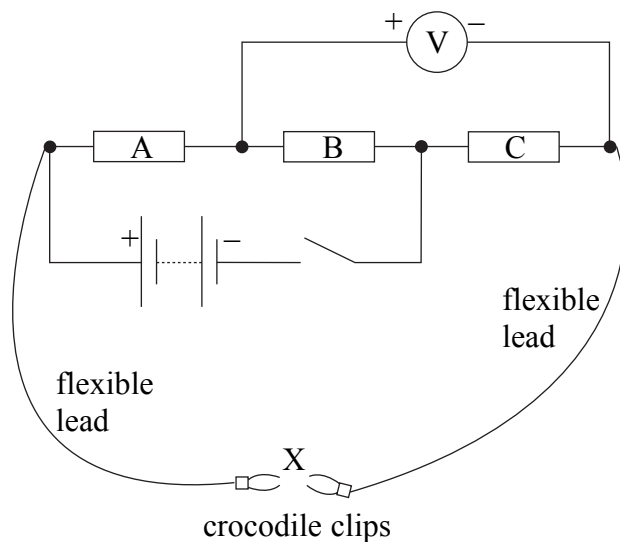 + V –
A B C
+ –
flexible
lead
flexible
lead
X
crocodile clips